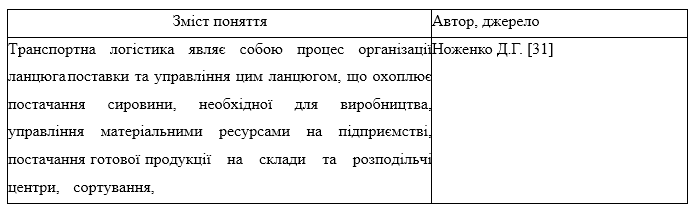 Зміст поняття Автор, джерело
Транспортна логістика являє собою процес організації Ноженко Д.Г. [31]
ланцюга поставки та управління цим ланцюгом, що охоплює
постачання сировини, необхідної для виробництва,
управління матеріальними ресурсами на підприємстві,
постачання готової продукції на склади та розподільчі
центри, сортування,